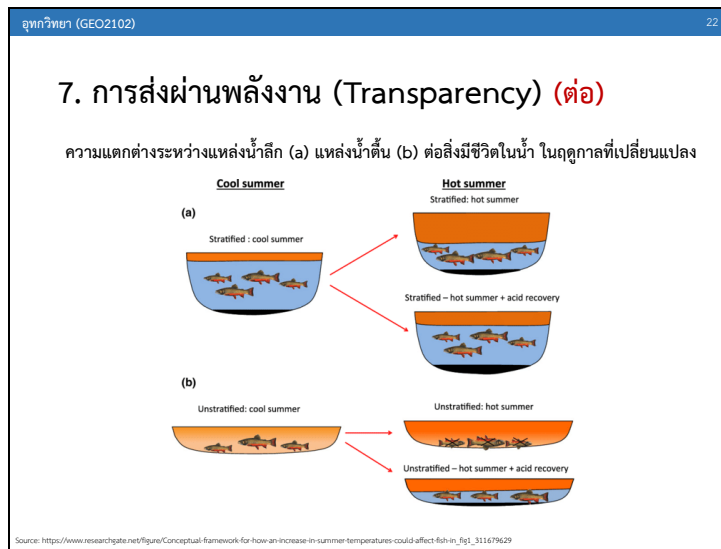 อุทกวิทยา (GEO2102)
22
7. การส่งผ่านพลังงาน (Transparency) (ต่อ)
ความแตกต่างระหว่างแหล่งน้ำลึก (a) แหล่งน้ำตื้น (b) ต่อสิ่งมีชีวิตในน้ำ ในฤดูกาลที่เปลี่ยนแปลง
Cool summer
Hot summer
Stratified: hot summer
(a)
Stratified : cool summer
Stratified – hot summer + acid recovery
(b)
Unstratified: cool summer
Unstratified: hot summer
Unstratified – hot summer + acid recovery
Source: https://www.researchgate.net/figure/Conceptual-framework-for-how-an-increase-in-summer-temperatures-could-affect-fish-in_fig1_311679629